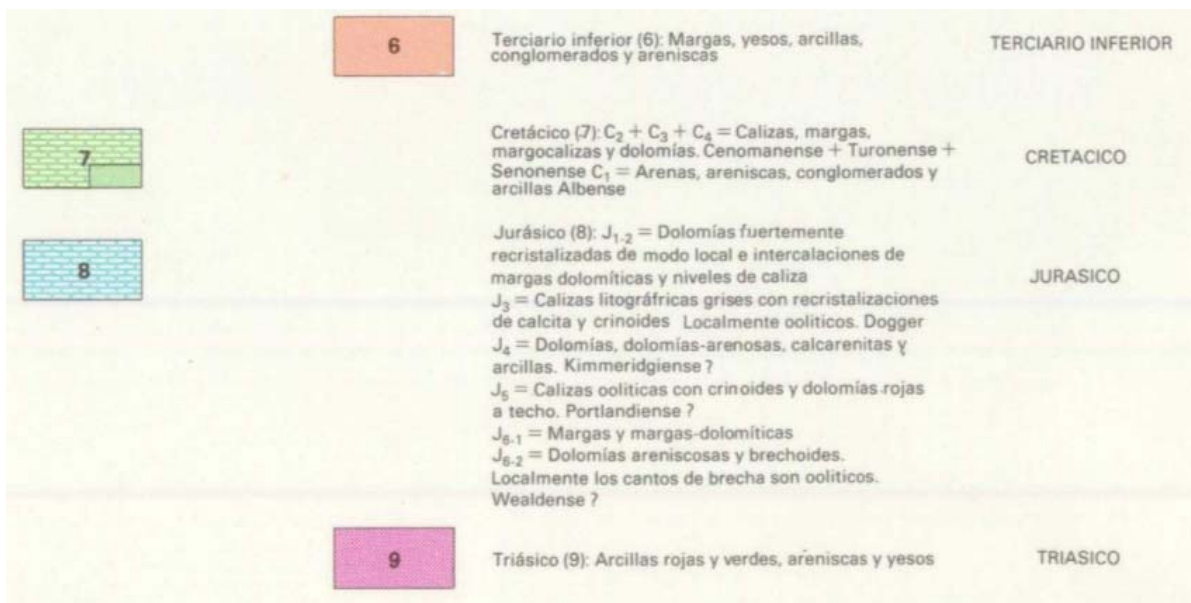 6
Terciario inferior (6): Margas, yesos, arcillas,
conglomerados y areniscas
TERCIARIO INFERIOR
7
Cretácico (7): C2 + C3 + C4 = Calizas, margas,
margocalizas y dolomías. Cenomanense + Turonense +
Senonense C1 = Arenas, areniscas, conglomerados y
arcillas Albense
CRETACICO
8
Jurásico (8): J1-2 = Dolomías fuertemente
recristalizadas de modo local e intercalaciones de
margas dolomíticas y niveles de caliza
J3 = Calizas litográfricas grises con recristalizaciones
de calcita y crinoides Localmente ooliticos. Dogger
J4 = Dolomías, dolomías-arenosas, calcarenitas y
arcillas. Kimmeridgiense ?
J5 = Calizas ooliticas con crinoides y dolomías rojas
a techo. Portlandiense ?
J6-1 = Margas y margas-dolomíticas
J6-2 = Dolomías areniscosas y brechoides.
Localmente los cantos de brecha son ooliticos.
Wealdense ?
JURASICO
9
Triásico (9): Arcillas rojas y verdes, areniscas y yesos
TRIASICO